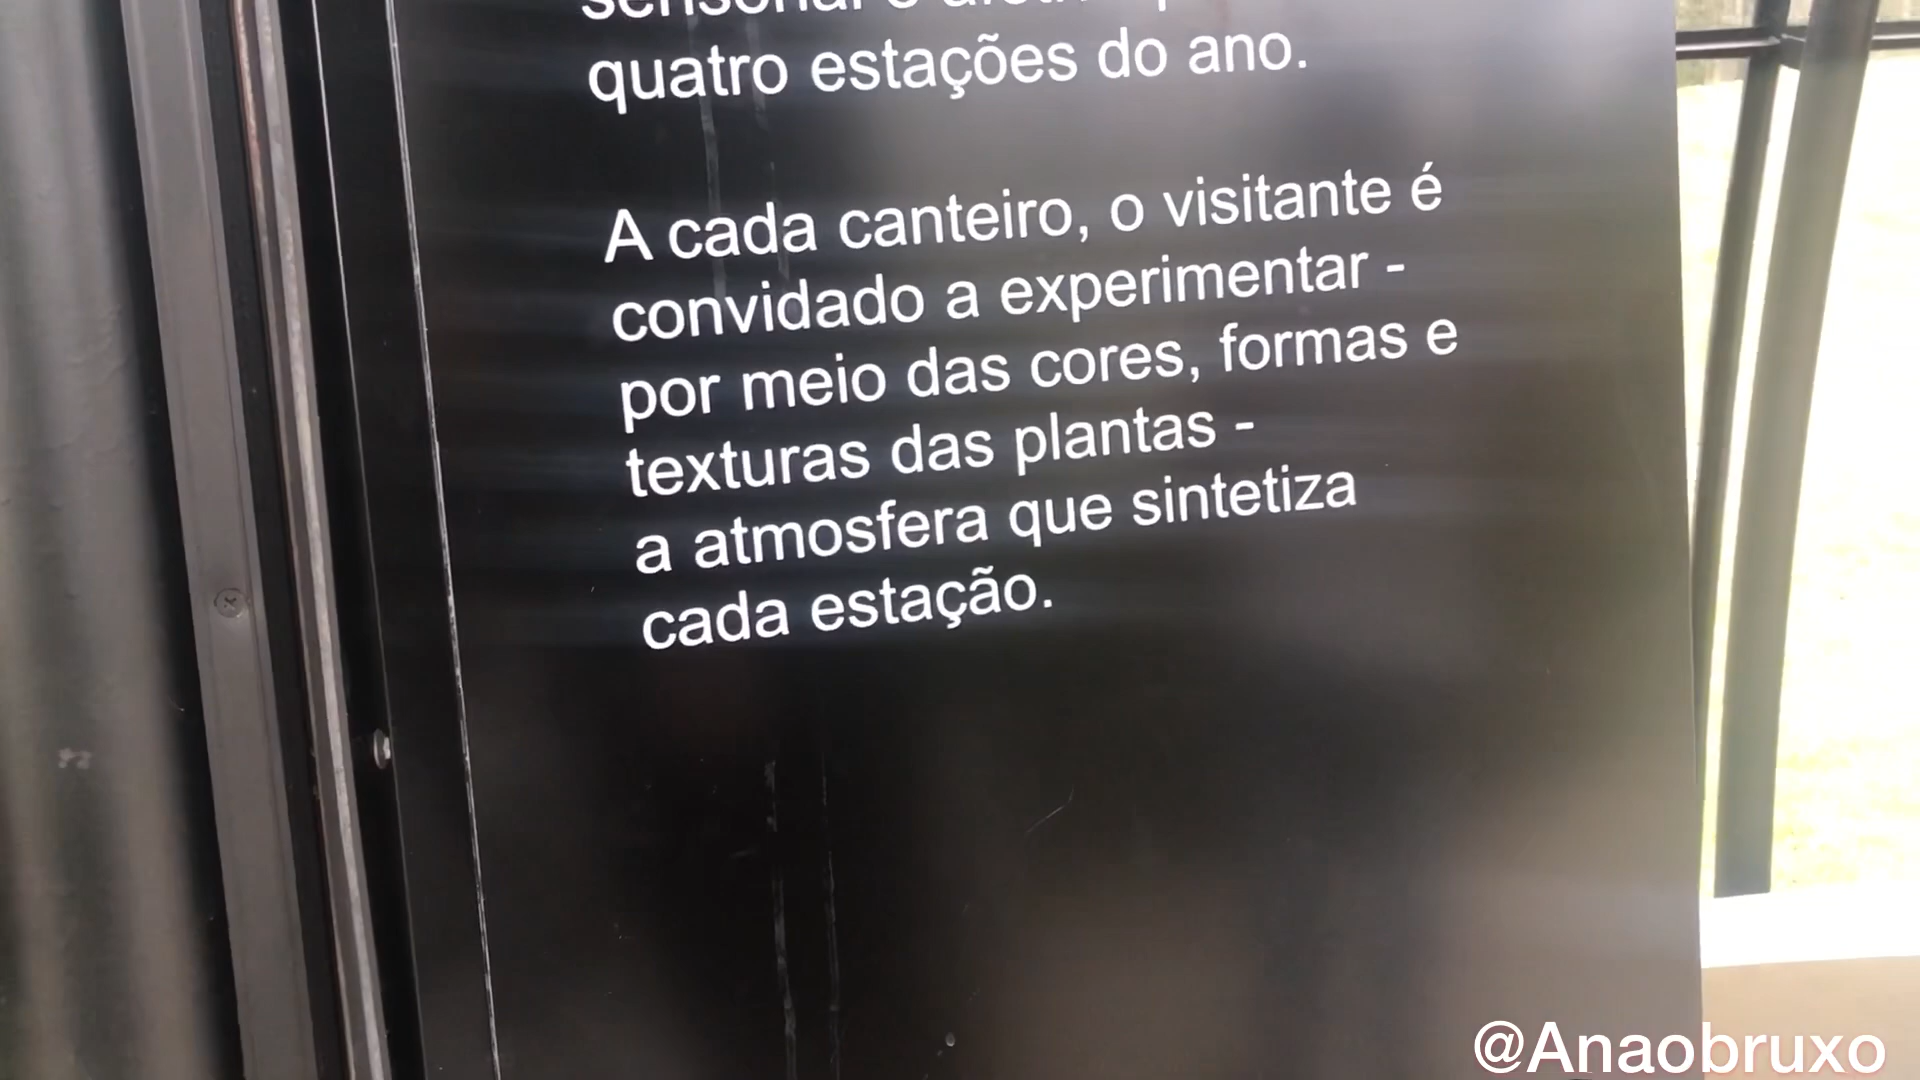 quatro estações do ano.
A cada canteiro, o visitante é
convidado a experimentar -
por meio das cores, formas e
texturas das plantas -
a atmosfera que sintetiza
cada estação.
@Anaobruxo